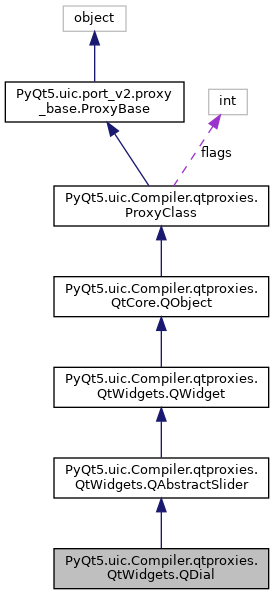 object
PyQt5.uic.port_v2.proxy
_base.ProxyBase
int
flags
PyQt5.uic.Compiler.qtproxies.
ProxyClass
PyQt5.uic.Compiler.qtproxies.
QtCore.QObject
PyQt5.uic.Compiler.qtproxies.
QtWidgets.QWidget
PyQt5.uic.Compiler.qtproxies.
QtWidgets.QAbstractSlider
PyQt5.uic.Compiler.qtproxies.
QtWidgets.QDial